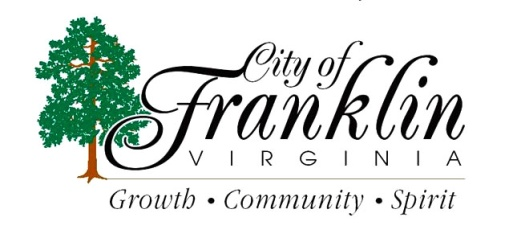 City of
Franklin
VIRGINIA
Growth • Community • Spirit